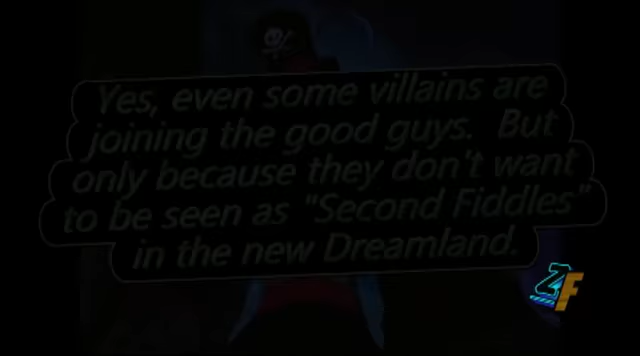 Yes, even some villains are
joining the good guys. But
only because they don't want
to be seen as "Second Fiddles"
in the new Dreamland.
ZF